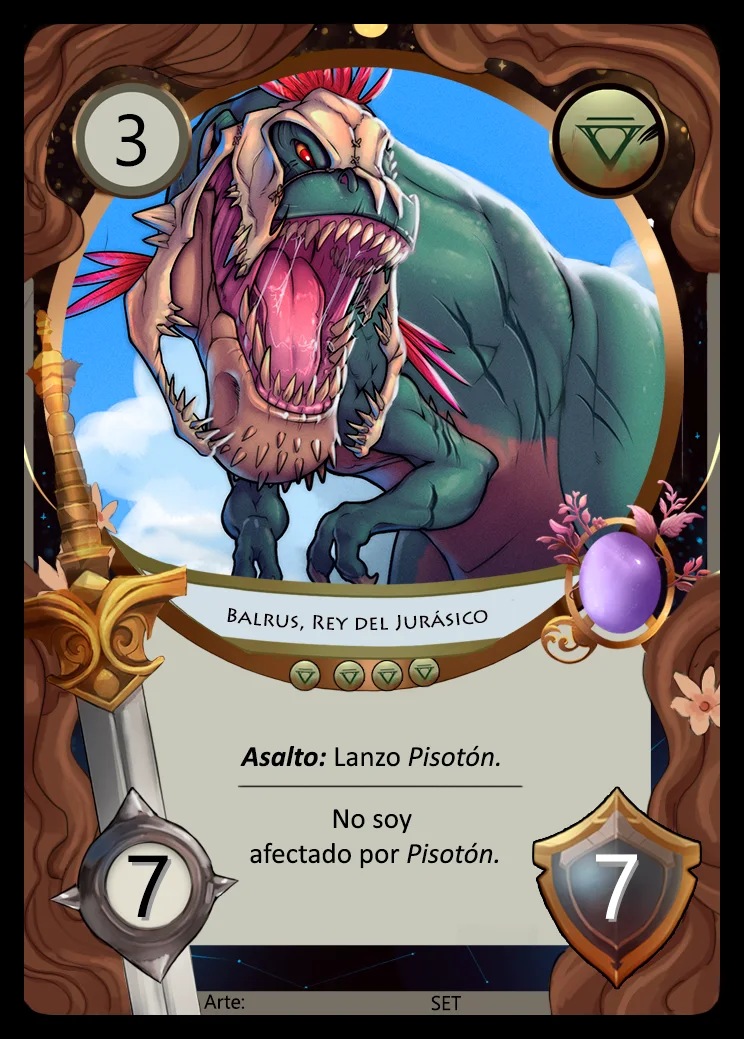 3
Balrus, Rey del Jurásico
Asalto: Lanzo Pisotón.
No soy
afectado por Pisotón.
7
7
Arte:
SET